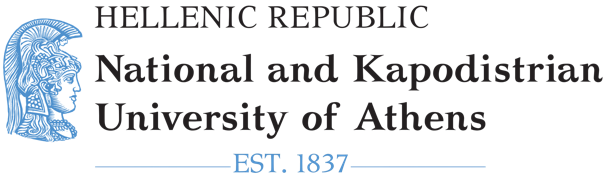 HELLENIC REPUBLIC
National and Kapodistrian
University of Athens
EST. 1837